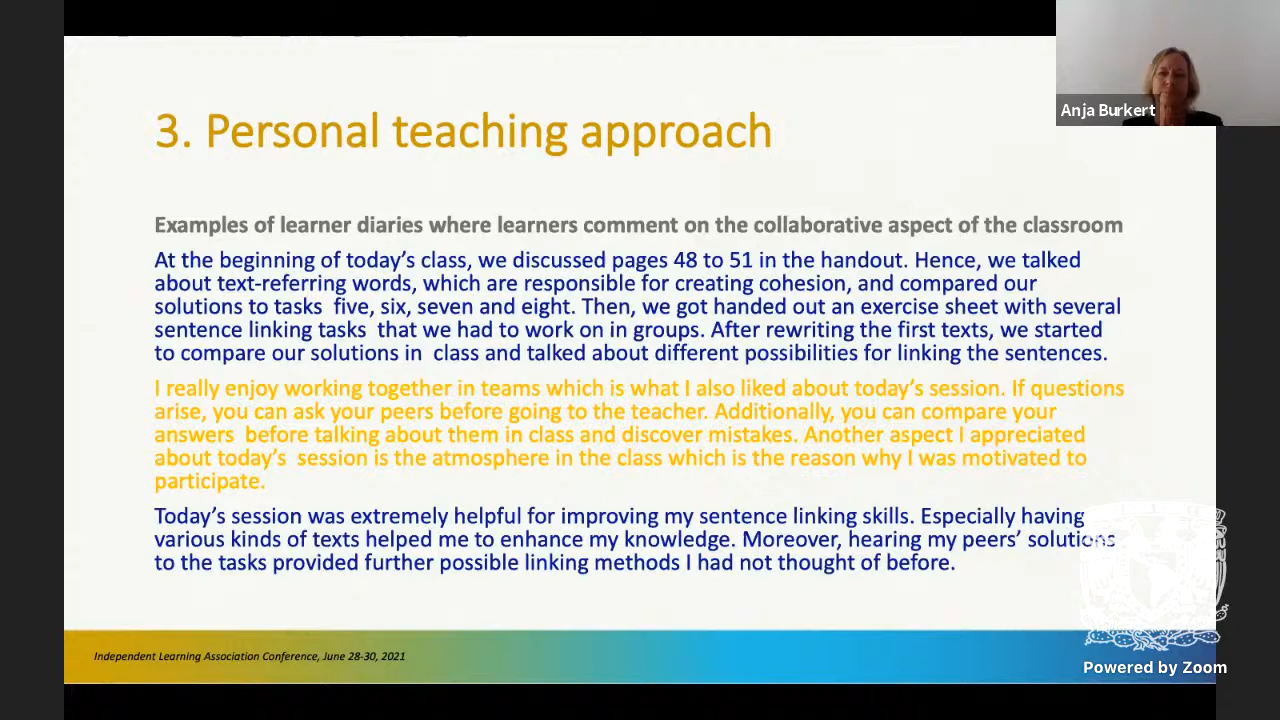 Anja Burkert
3. Personal teaching approach
Examples of learner diaries where learners comment on the collaborative aspect of the classroom
At the beginning of today's class, we discussed pages 48 to 51 in the handout. Hence, we talked
about text-referring words, which are responsible for creating cohesion, and compared our
solutions to tasks five, six, seven and eight. Then, we got handed out an exercise sheet with several
sentence linking tasks that we had to work on in groups. After rewriting the first texts, we started
to compare our solutions in class and talked about different possibilities for linking the sentences.
I really enjoy working together in teams which is what I also liked about today's session. If questions
arise, you can ask your peers before going to the teacher. Additionally, you can compare your
answers before talking about them in class and discover mistakes. Another aspect I appreciated
about today's session is the atmosphere in the class which is the reason why I was motivated to
participate.
Today's session was extremely helpful for improving my sentence linking skills. Especially having
various kinds of texts helped me to enhance my knowledge. Moreover, hearing my peers' solutions
to the tasks provided further possible linking methods I had not thought of before.
Independent Learning Association Conference, June 28-30, 2021
Powered by Zoom